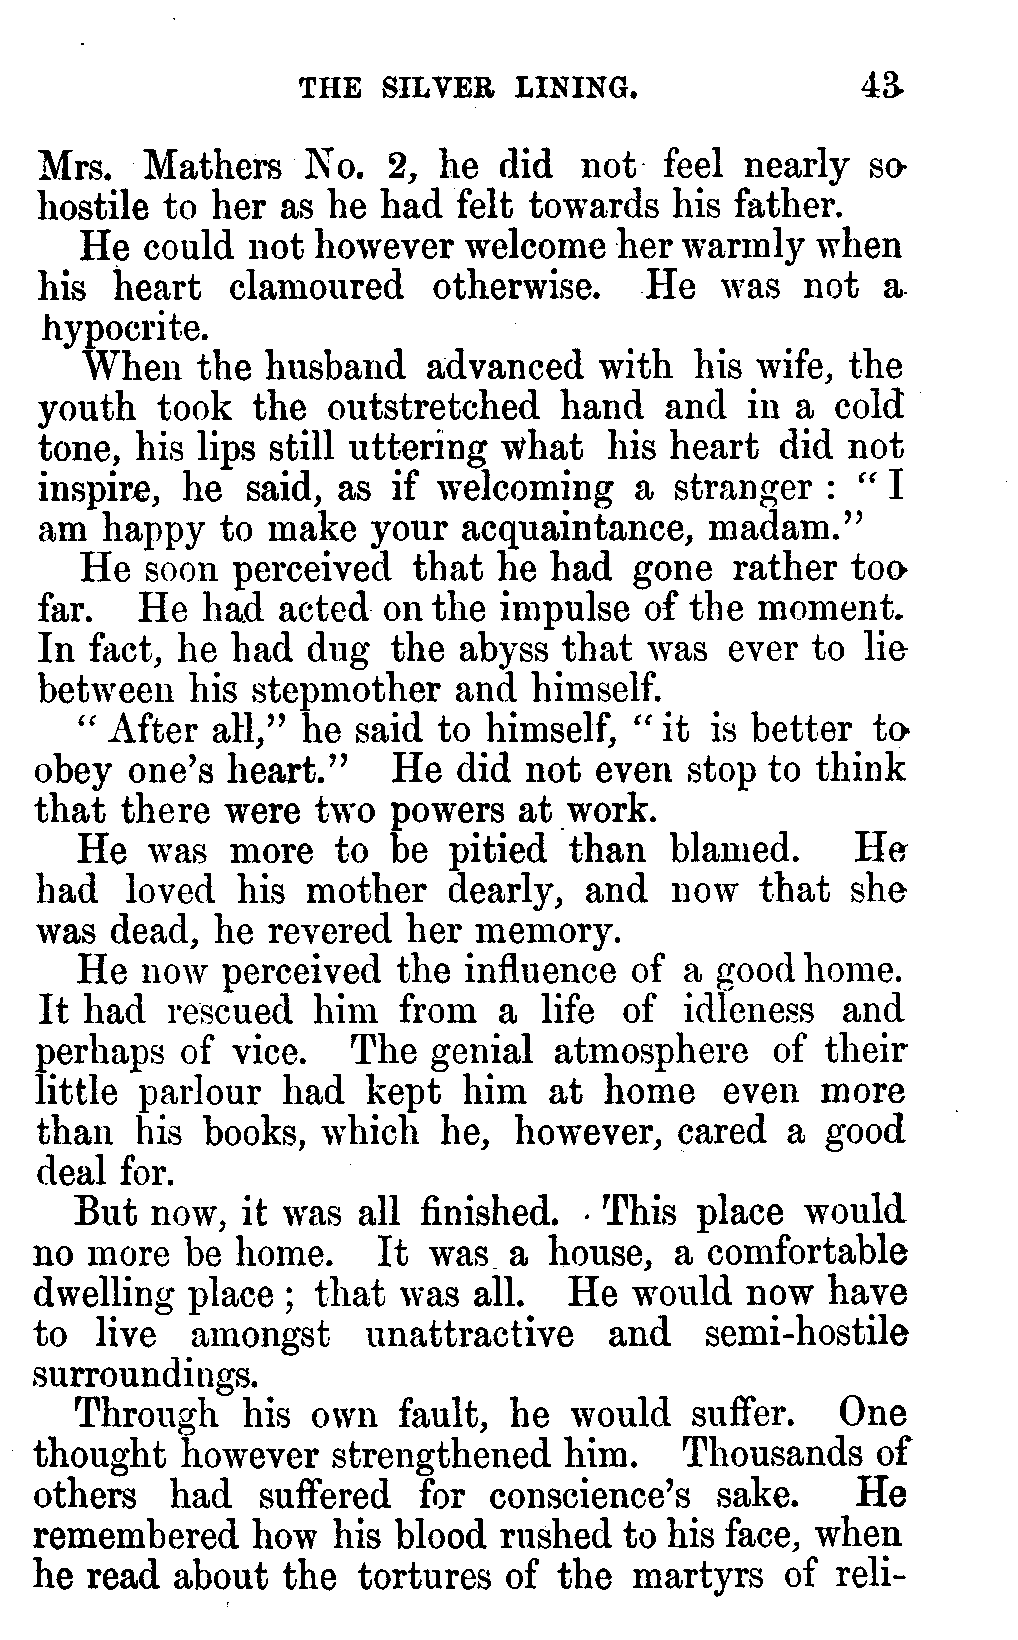 THE SILVER LINING. 43
Mrs. Mathers No. 2, he did not feel nearly so
hostile to her as he had felt towards his father.
He could not however welcome her warmly when
his heart clamoured otherwise. He was not a
hypocrite.
When the husband advanced with his wife, the
youth took the outstretched hand and in a cold
tone, his lips still uttering what his heart did not
inspire, he said, as if welcoming a stranger : “ I
am happy to make your acquaintance, madam.”
He soon perceived that he had gone rather too
far. He had acted on the impulse of the moment.
In fact, he had dug the abyss that was ever to lie
between his stepmother and himself.
“ After all,” he said to himself, “ it is better to
obey one’s heart.” He did not even stop to think
that there were two powers at work.
He was more to be pitied than blamed. He
had loved his mother dearly, and now that she
was dead, he revered her memory.
He now perceived the influence of a good home.
It had rescued him from a life of idleness and
perhaps of vice. The genial atmosphere of their
little parlour had kept him at home even more
than his books, which he, however, cared a good
deal for.
But now, it was all finished. This place would
no more be home. It was a house, a comfortable
dwelling place ; that was all. He would now have
to live amongst unattractive and semi-hostile
surroundings.
Through his own fault, he would suffer. One
thought however strengthened him. Thousands of
others had suffered for conscience’s sake. He
remembered how his blood rushed to his face, when
he read about the tortures of the martyrs of reli-